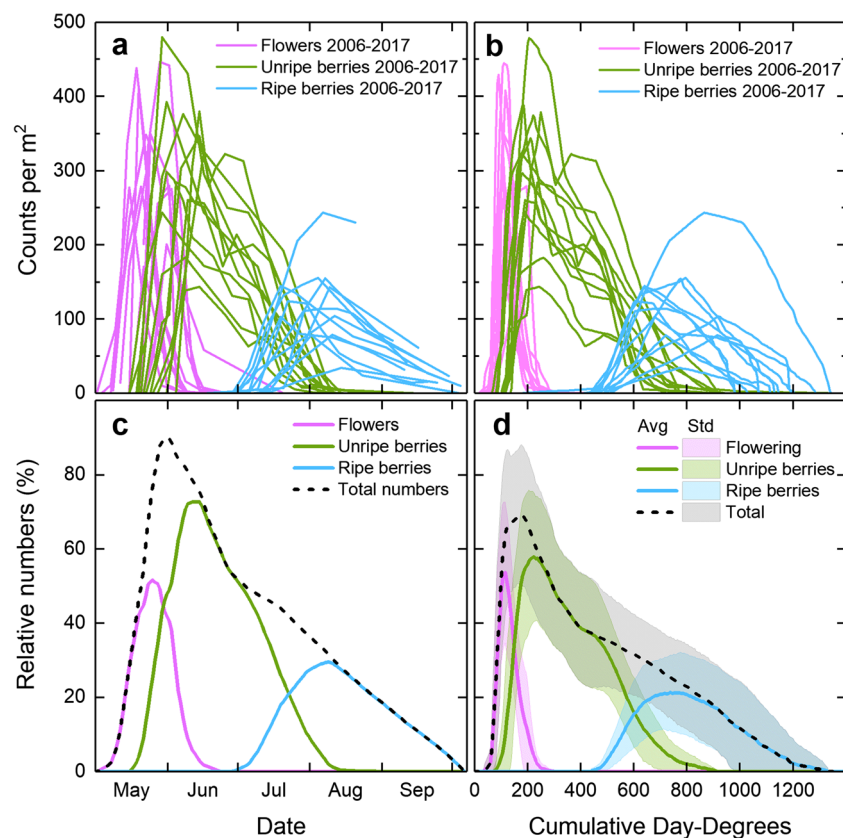 500
400
300
200
100
0
Counts per m²
a
Flowers 2006-2017
Unripe berries 2006-2017
Ripe berries 2006-2017
b
Flowers 2006-2017
Unripe berries 2006-2017
Ripe berries 2006-2017
80
60
40
20
0
Relative numbers (%)
c
Flowers
Unripe berries
Ripe berries
Total numbers
d
Avg Std
Flowering
Unripe berries
Ripe berries
Total
May Jun Jul Aug Sep
Date
0 200 400 600 800 1000 1200
Cumulative Day-Degrees